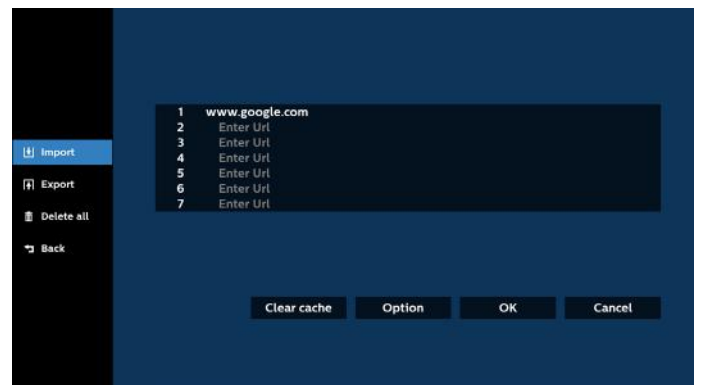 1 www.google.com
2 Enter Url
3 Enter Url
4 Enter Url
5 Enter Url
6 Enter Url
7 Enter Url
Import
Export
Delete all
Back
Clear cache Option OK Cancel